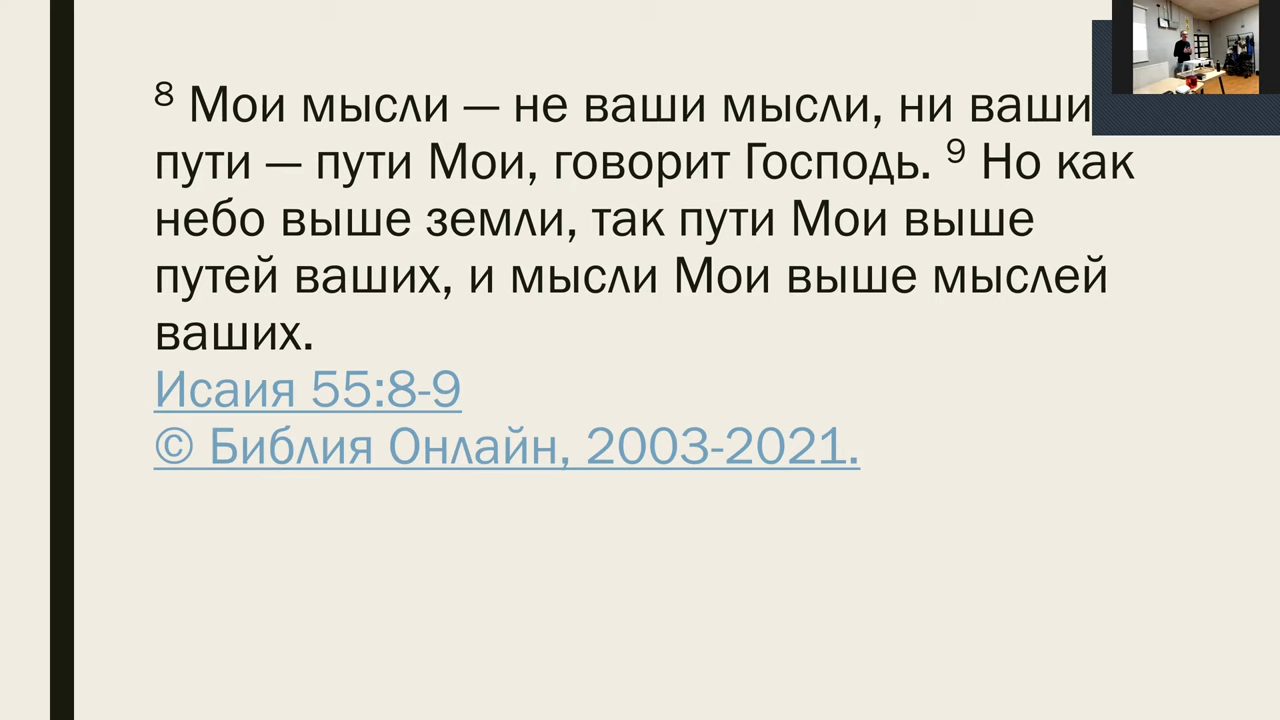 ⁸ Мои мысли — не ваши мысли, ни ваши
пути — пути Мои, говорит Господь. ⁹ Но как
небо выше земли, так пути Мои выше
путей ваших, и мысли Мои выше мыслей
ваших.
Исаия 55:8-9
© Библия Онлайн, 2003-2021.